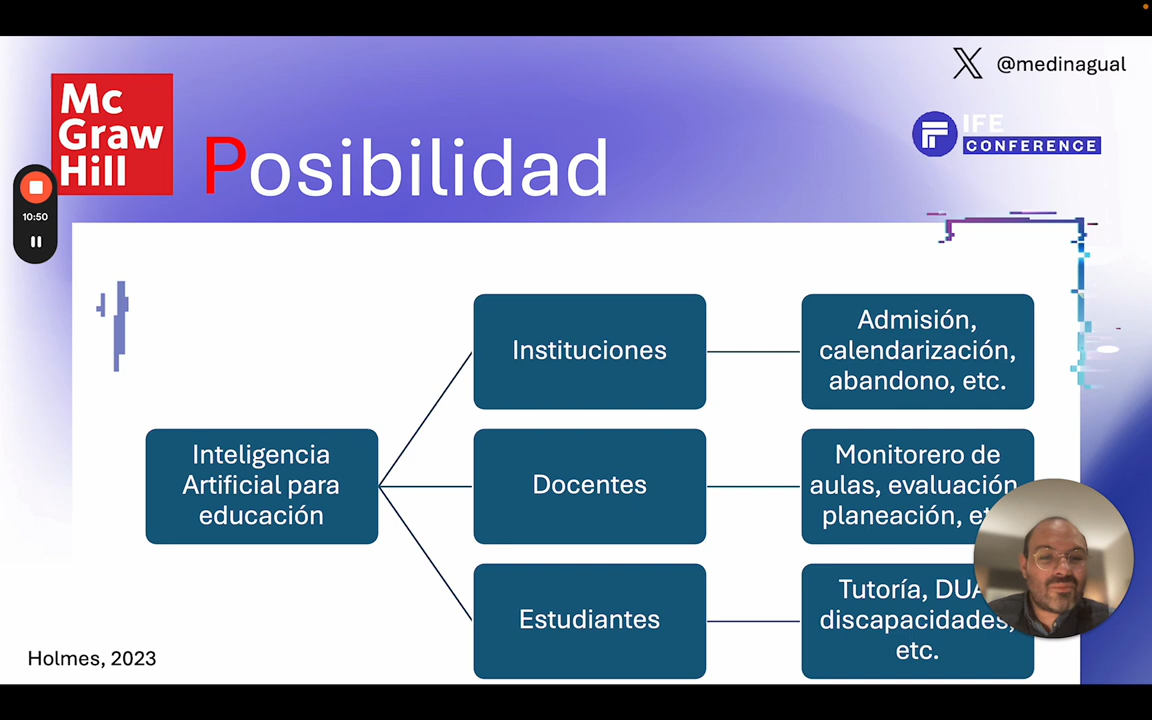 @medinagual
Mc
Graw
Hill
IFE
CONFERENCE
Posibilidad
10:50
Instituciones
Admisión,
calendarización,
abandono, etc.
Inteligencia
Artificial para
educación
Docentes
Monitorero de
aulas, evaluación,
planeación,
Estudiantes
Tutoría, DUA,
discapacidades,
etc.
Holmes, 2023